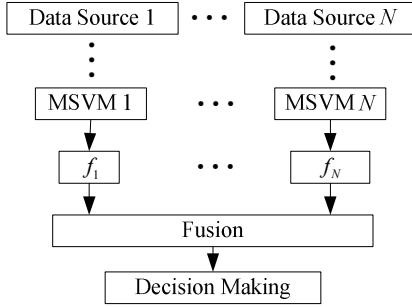 Data Source 1 ... Data Source N
MSVM 1 ... MSVM N
f1 ... fN
Fusion
Decision Making